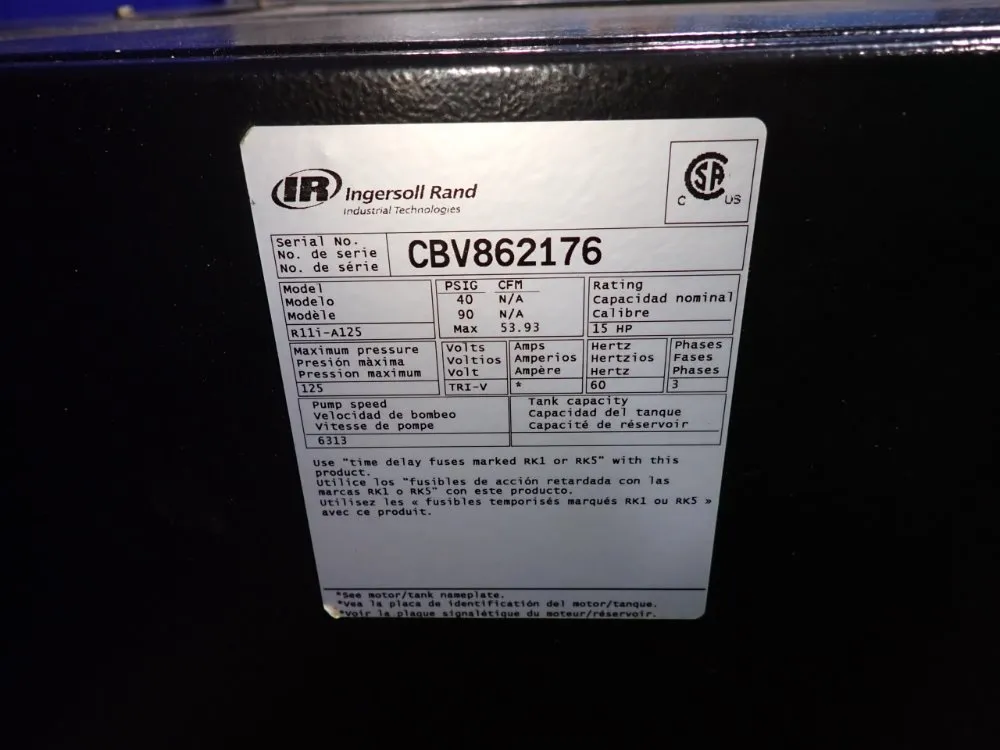 IR Ingersoll Rand
Industrial Technologies
C SA US
Serial No.
No. de serie
No. de série
CBV862176
Model
Modelo
Modèle
R11i-A125
PSIG CFM
40 N/A
90 N/A
Max 53.93
Rating
Capacidad nominal
Calibre
15 HP
Maximum pressure
Presión màxima
Pression maximum
125
Volts
Voltios
Volt
TRI-V
Amps
Amperios
Ampère
*
Hertz
Hertzios
Hertz
60
Phases
Fases
Phases
3
Pump speed
Velocidad de bombeo
Vitesse de pompe
6313
Tank capacity
Capacidad del tanque
Capacité de réservoir
Use "time delay fuses marked RK1 or RK5" with this
product.
Utilice los "fusibles de acción retardada con las
marcas RK1 o RK5" con este producto.
Utilisez les « fusibles temporisés marqués RK1 ou RK5 »
avec ce produit.
*See motor/tank nameplate.
*Vea la placa de identificación del motor/tanque.
*Voir la plaque signalétique du moteur/réservoir.